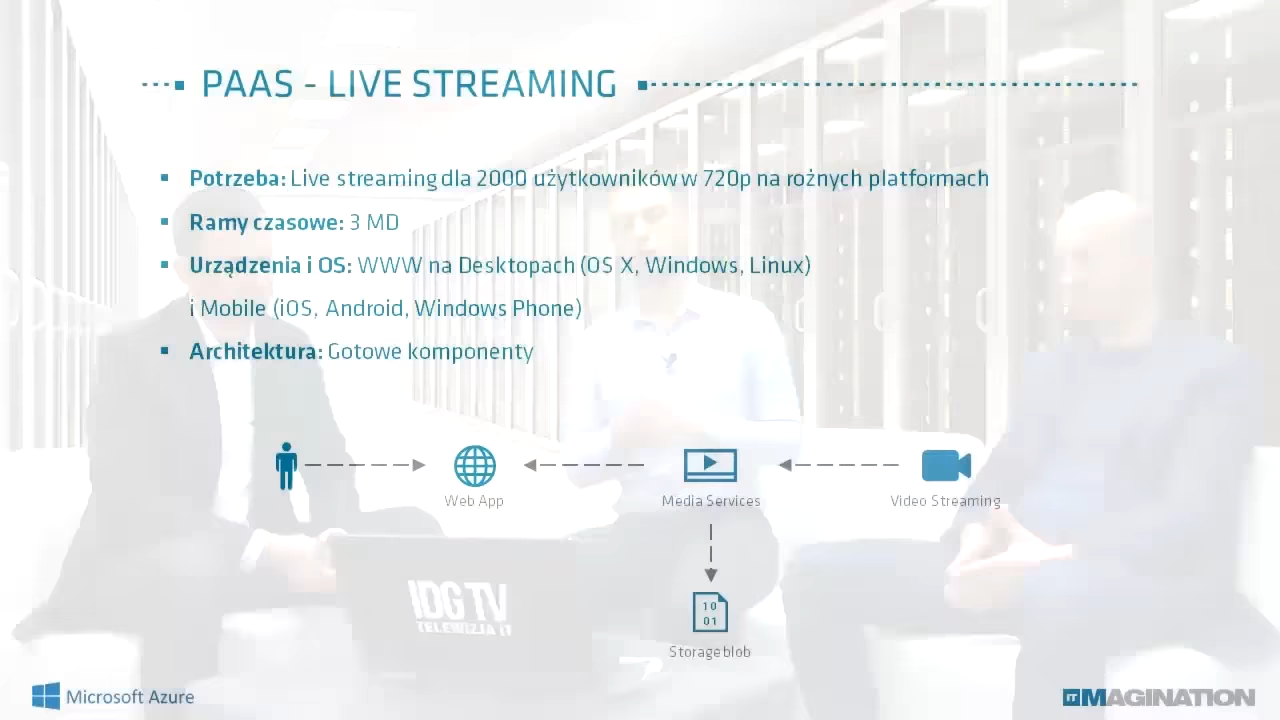 PAAS - LIVE STREAMING
Potrzeba: Live streaming dla 2000 użytkowników w 720p na rożnych platformach
Ramy czasowe: 3 MD
Urządzenia i OS: WWW na Desktopach (OS X, Windows, Linux)
i Mobile (iOS, Android, Windows Phone)
Architektura: Gotowe komponenty
Web App
Media Services
Video Streaming
10
01
Storage blob
IDG TV
TELEWIZJA IT
Microsoft Azure
ITMAGINATION